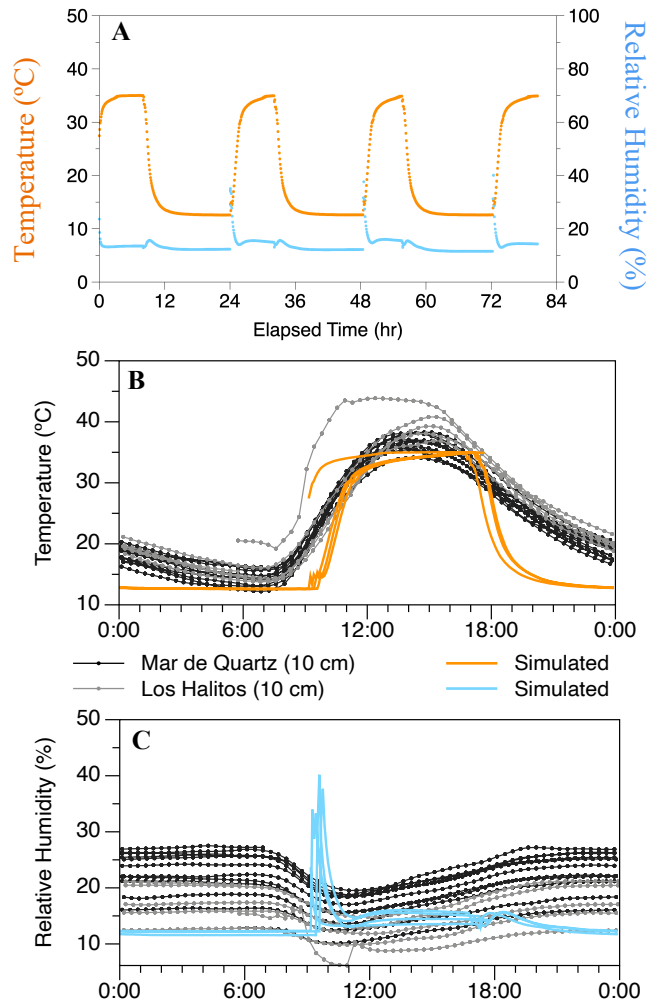 A
Temperature (ºC)
50
40
30
20
10
0
100
80
60
40
20
0
Relative Humidity (%)
0 12 24 36 48 60 72 84
Elapsed Time (hr)
B
Temperature (ºC)
50
40
30
20
10
0:00 6:00 12:00 18:00 0:00
Mar de Quartz (10 cm) Simulated
Los Halitos (10 cm) Simulated
C
Relative Humidity (%)
50
40
30
20
10
0:00 6:00 12:00 18:00 0:00